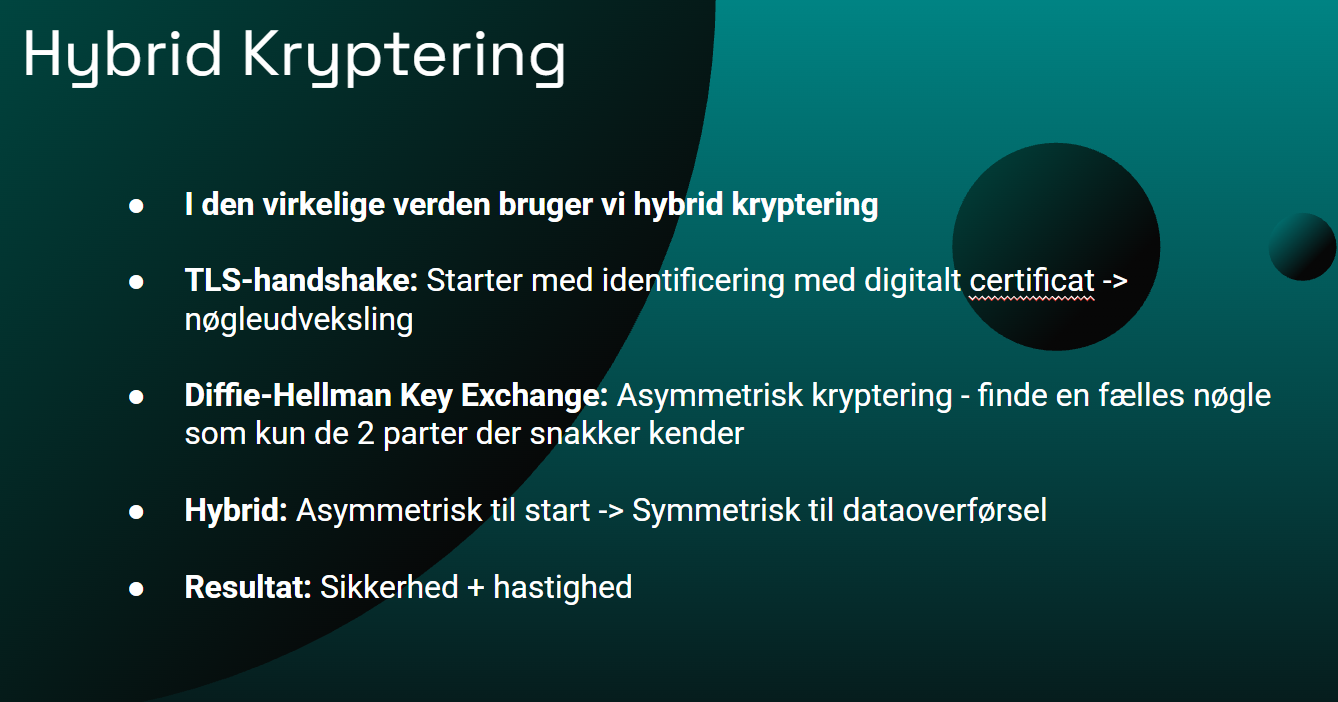 Hybrid Kryptering
● I den virkelige verden bruger vi hybrid kryptering
● TLS-handshake: Starter med identificering med digitalt certificat ->
nøgleudveksling
● Diffie-Hellman Key Exchange: Asymmetrisk kryptering - finde en fælles nøgle
som kun de 2 parter der snakker kender
● Hybrid: Asymmetrisk til start -> Symmetrisk til dataoverførsel
● Resultat: Sikkerhed + hastighed